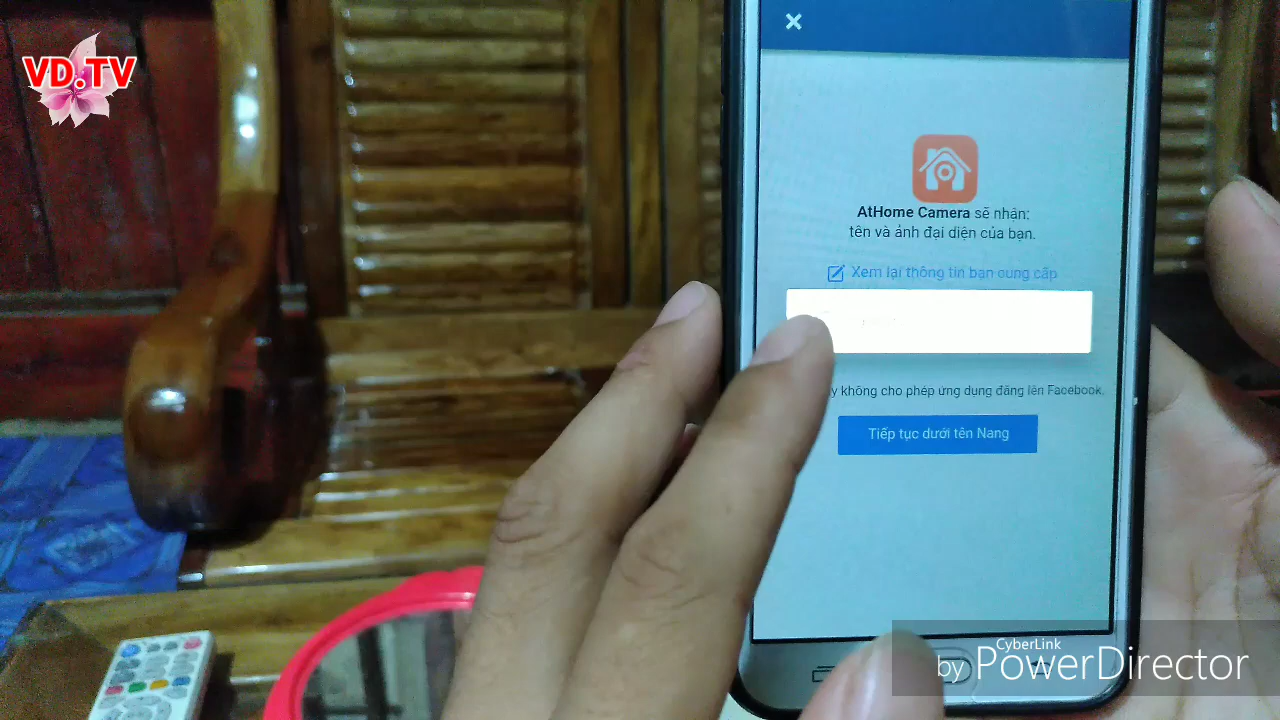 VD.TV
AtHome Camera sẽ nhận:
tên và ảnh đại diện của bạn.
Xem lại thông tin bạn cung cấp
không cho phép ứng dụng đăng lên Facebook.
Tiếp tục dưới tên Nang
CyberLink
by PowerDirector